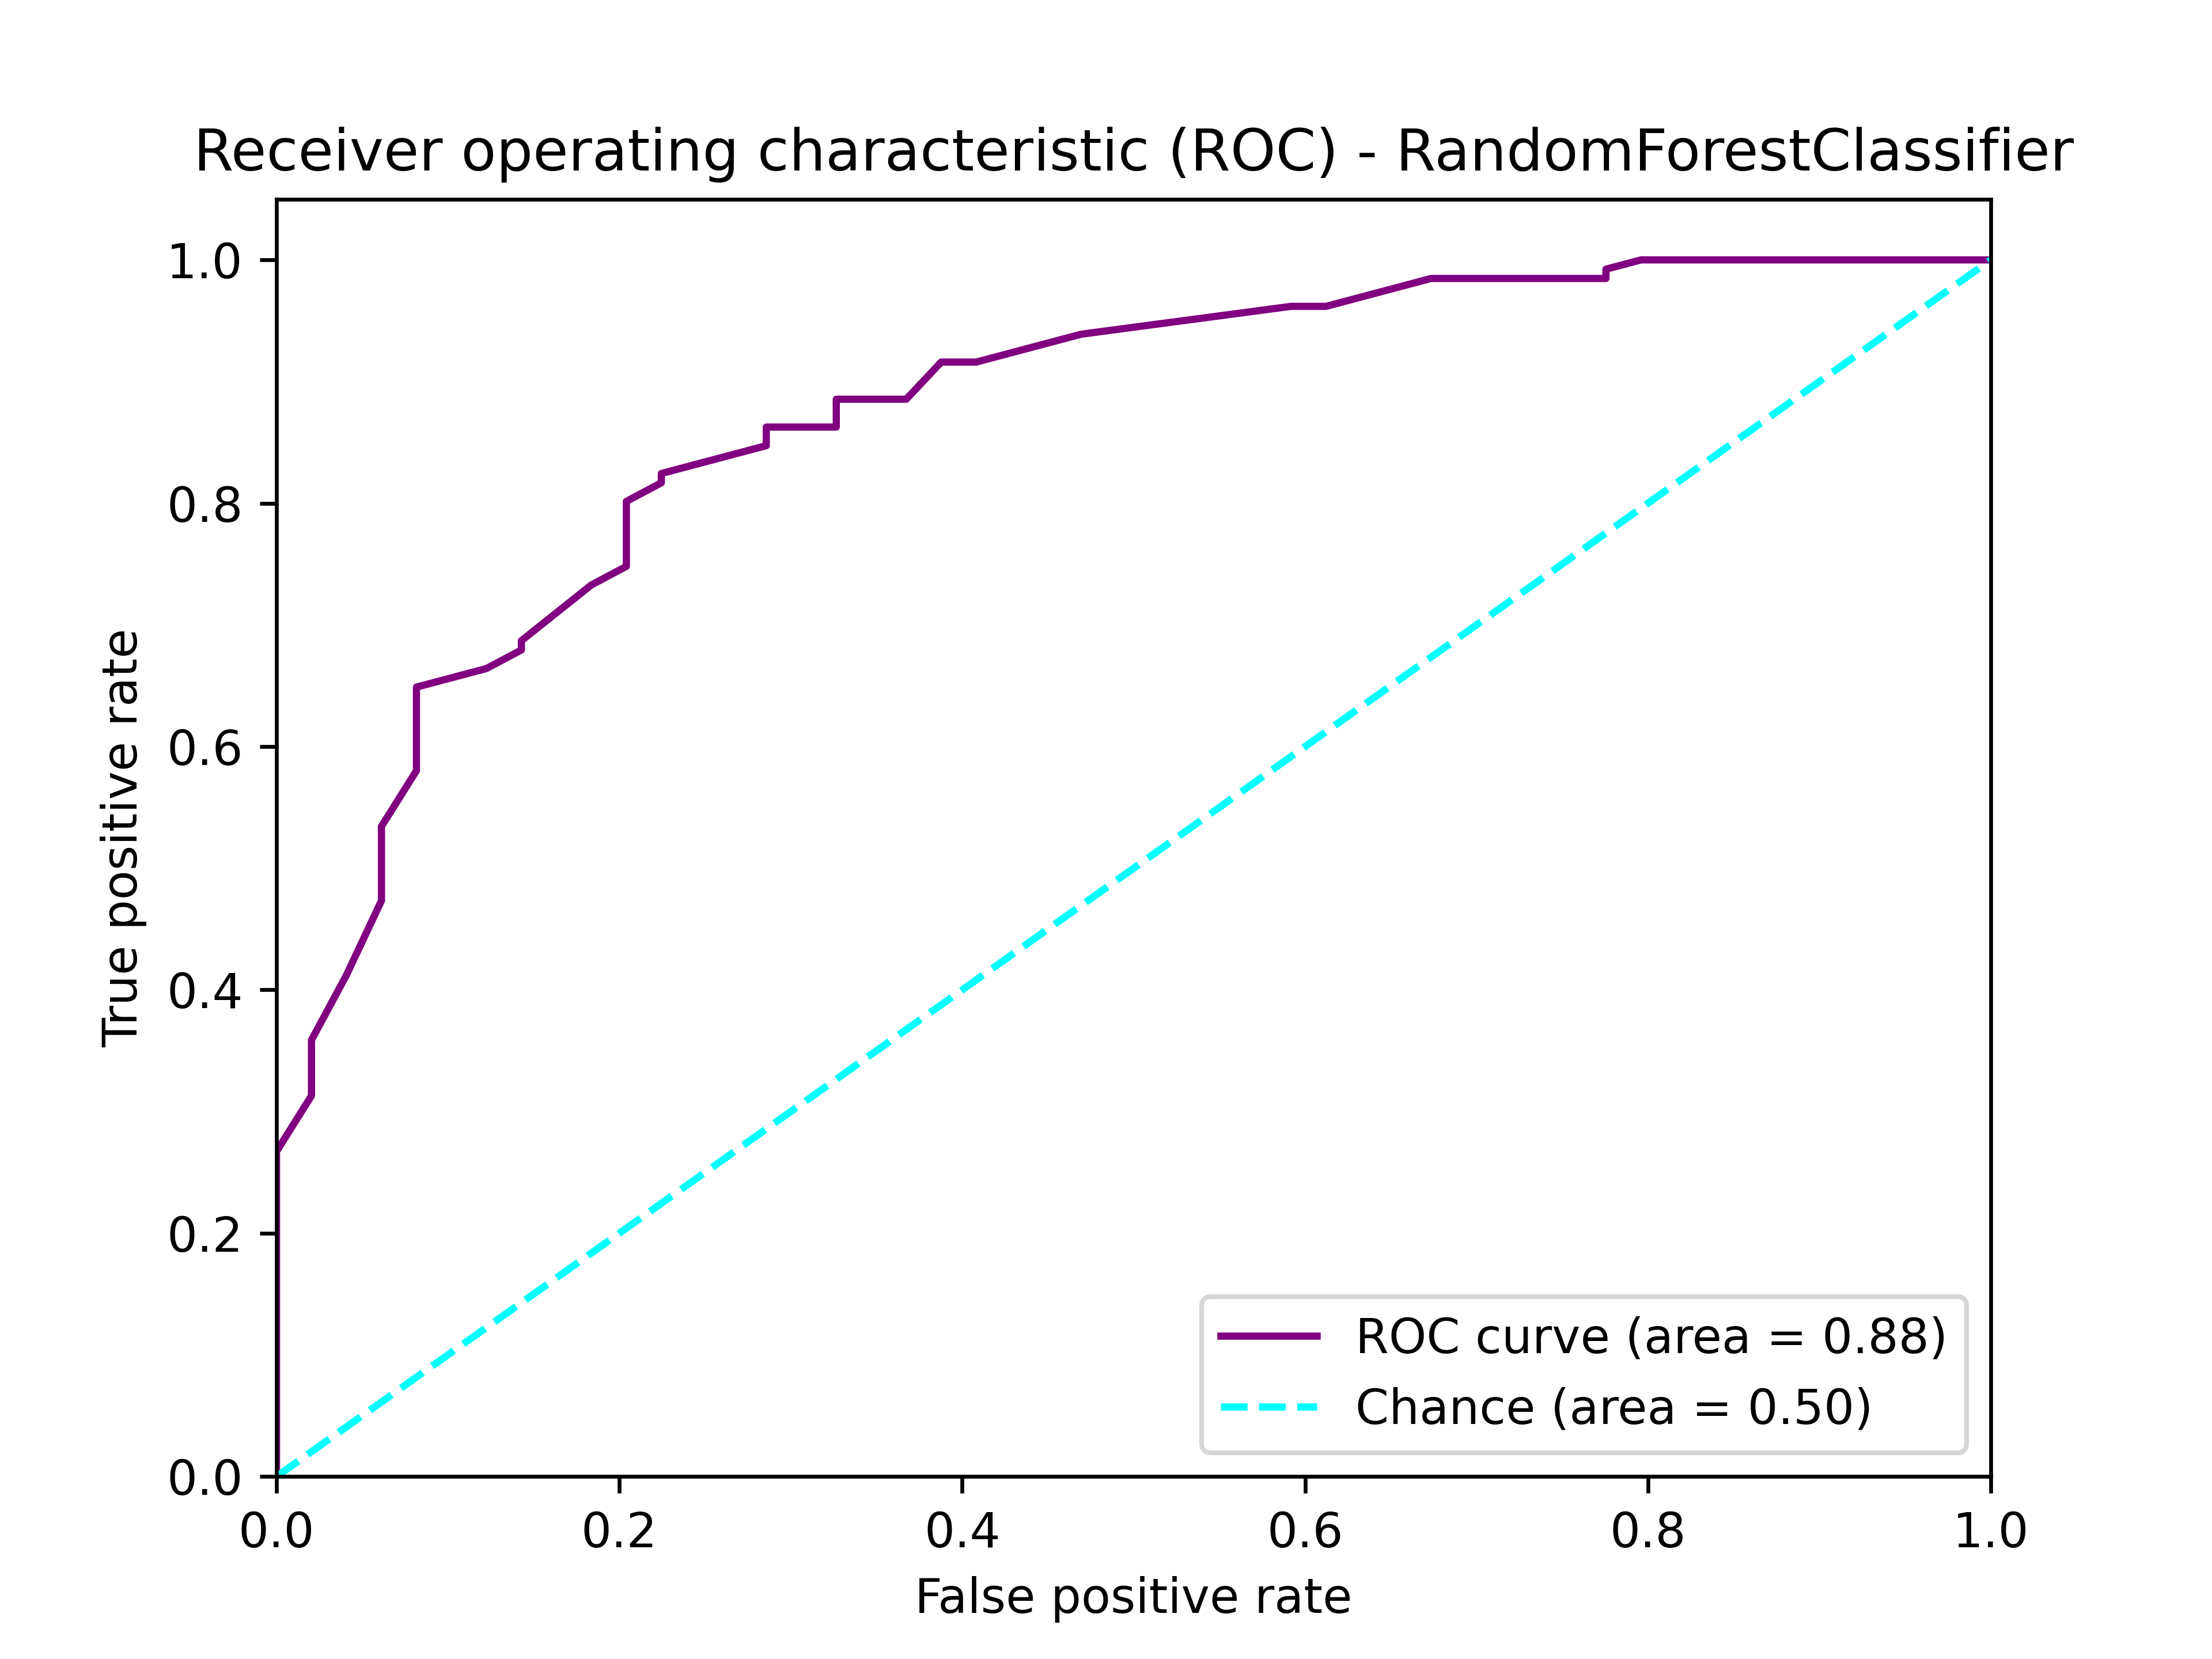 Receiver operating characteristic (ROC) - RandomForestClassifier
1.0
0.8
0.6
0.4
0.2
0.0
True positive rate
0.0 0.2 0.4 0.6 0.8 1.0
False positive rate
ROC curve (area = 0.88)
Chance (area = 0.50)